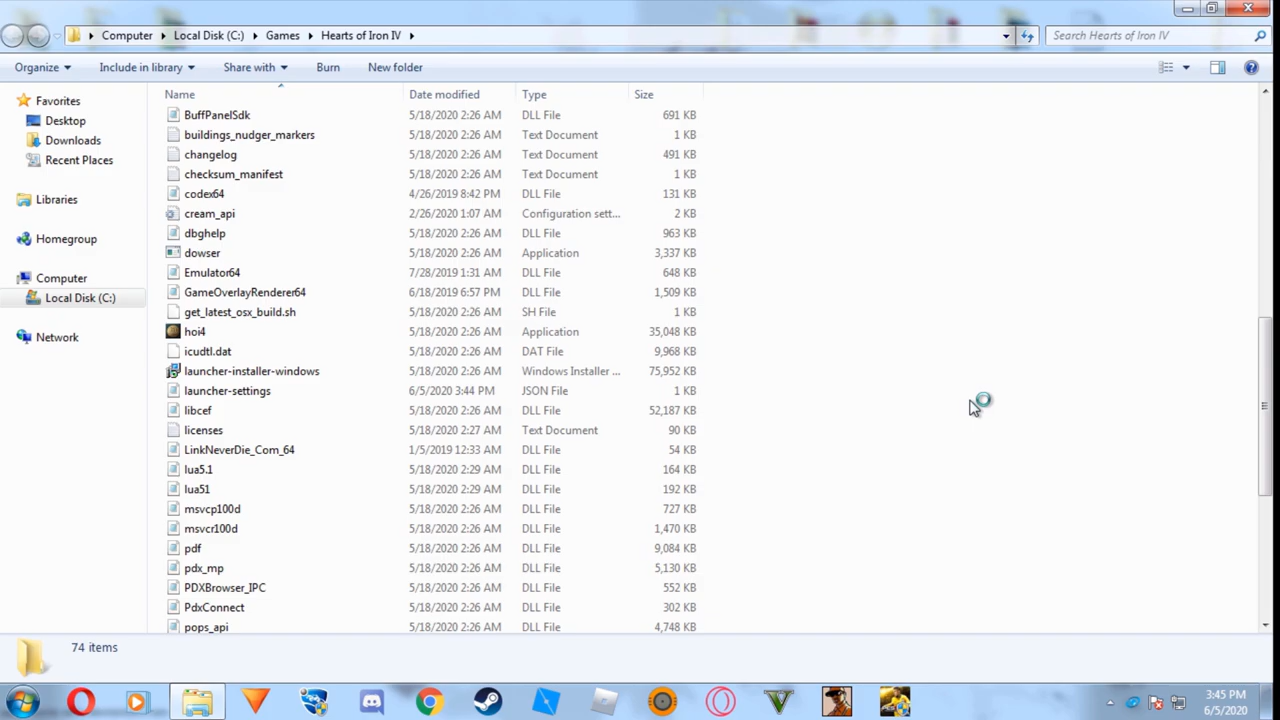 Computer Local Disk (C:) Games Hearts of Iron IV Search Hearts of Iron IV
Organize Include in library Share with Burn New folder
Favorites
Desktop
Downloads
Recent Places
Libraries
Homegroup
Computer
Local Disk (C:)
Network
Name Date modified Type Size
BuffPanelSdk 5/18/2020 2:26 AM DLL File 691 KB
buildings_nudger_markers 5/18/2020 2:26 AM Text Document 1 KB
changelog 5/18/2020 2:26 AM Text Document 491 KB
checksum_manifest 5/18/2020 2:26 AM Text Document 1 KB
codex64 4/26/2019 8:42 PM DLL File 131 KB
cream_api 2/26/2020 1:07 AM Configuration sett... 2 KB
dbghelp 5/18/2020 2:26 AM DLL File 963 KB
dowser 5/18/2020 2:26 AM Application 3,337 KB
Emulator64 7/28/2019 1:31 AM DLL File 648 KB
GameOverlayRenderer64 6/18/2019 6:57 PM DLL File 1,509 KB
get_latest_osx_build.sh 5/18/2020 2:26 AM SH File 1 KB
hoi4 5/18/2020 2:26 AM Application 35,048 KB
icudtl.dat 5/18/2020 2:26 AM DAT File 9,968 KB
launcher-installer-windows 5/18/2020 2:26 AM Windows Installer ... 75,952 KB
launcher-settings 6/5/2020 3:44 PM JSON File 1 KB
libcef 5/18/2020 2:26 AM DLL File 52,187 KB
licenses 5/18/2020 2:27 AM Text Document 90 KB
LinkNeverDie_Com_64 1/5/2019 12:33 AM DLL File 54 KB
lua5.1 5/18/2020 2:29 AM DLL File 164 KB
lua51 5/18/2020 2:29 AM DLL File 192 KB
msvcp100d 5/18/2020 2:26 AM DLL File 727 KB
msvcr100d 5/18/2020 2:26 AM DLL File 1,470 KB
pdf 5/18/2020 2:26 AM DLL File 9,084 KB
pdx_mp 5/18/2020 2:26 AM DLL File 5,130 KB
PDXBrowser_IPC 5/18/2020 2:26 AM DLL File 552 KB
PdxConnect 5/18/2020 2:26 AM DLL File 302 KB
pops_api 5/18/2020 2:26 AM DLL File 4,748 KB
74 items
3:45 PM
6/5/2020